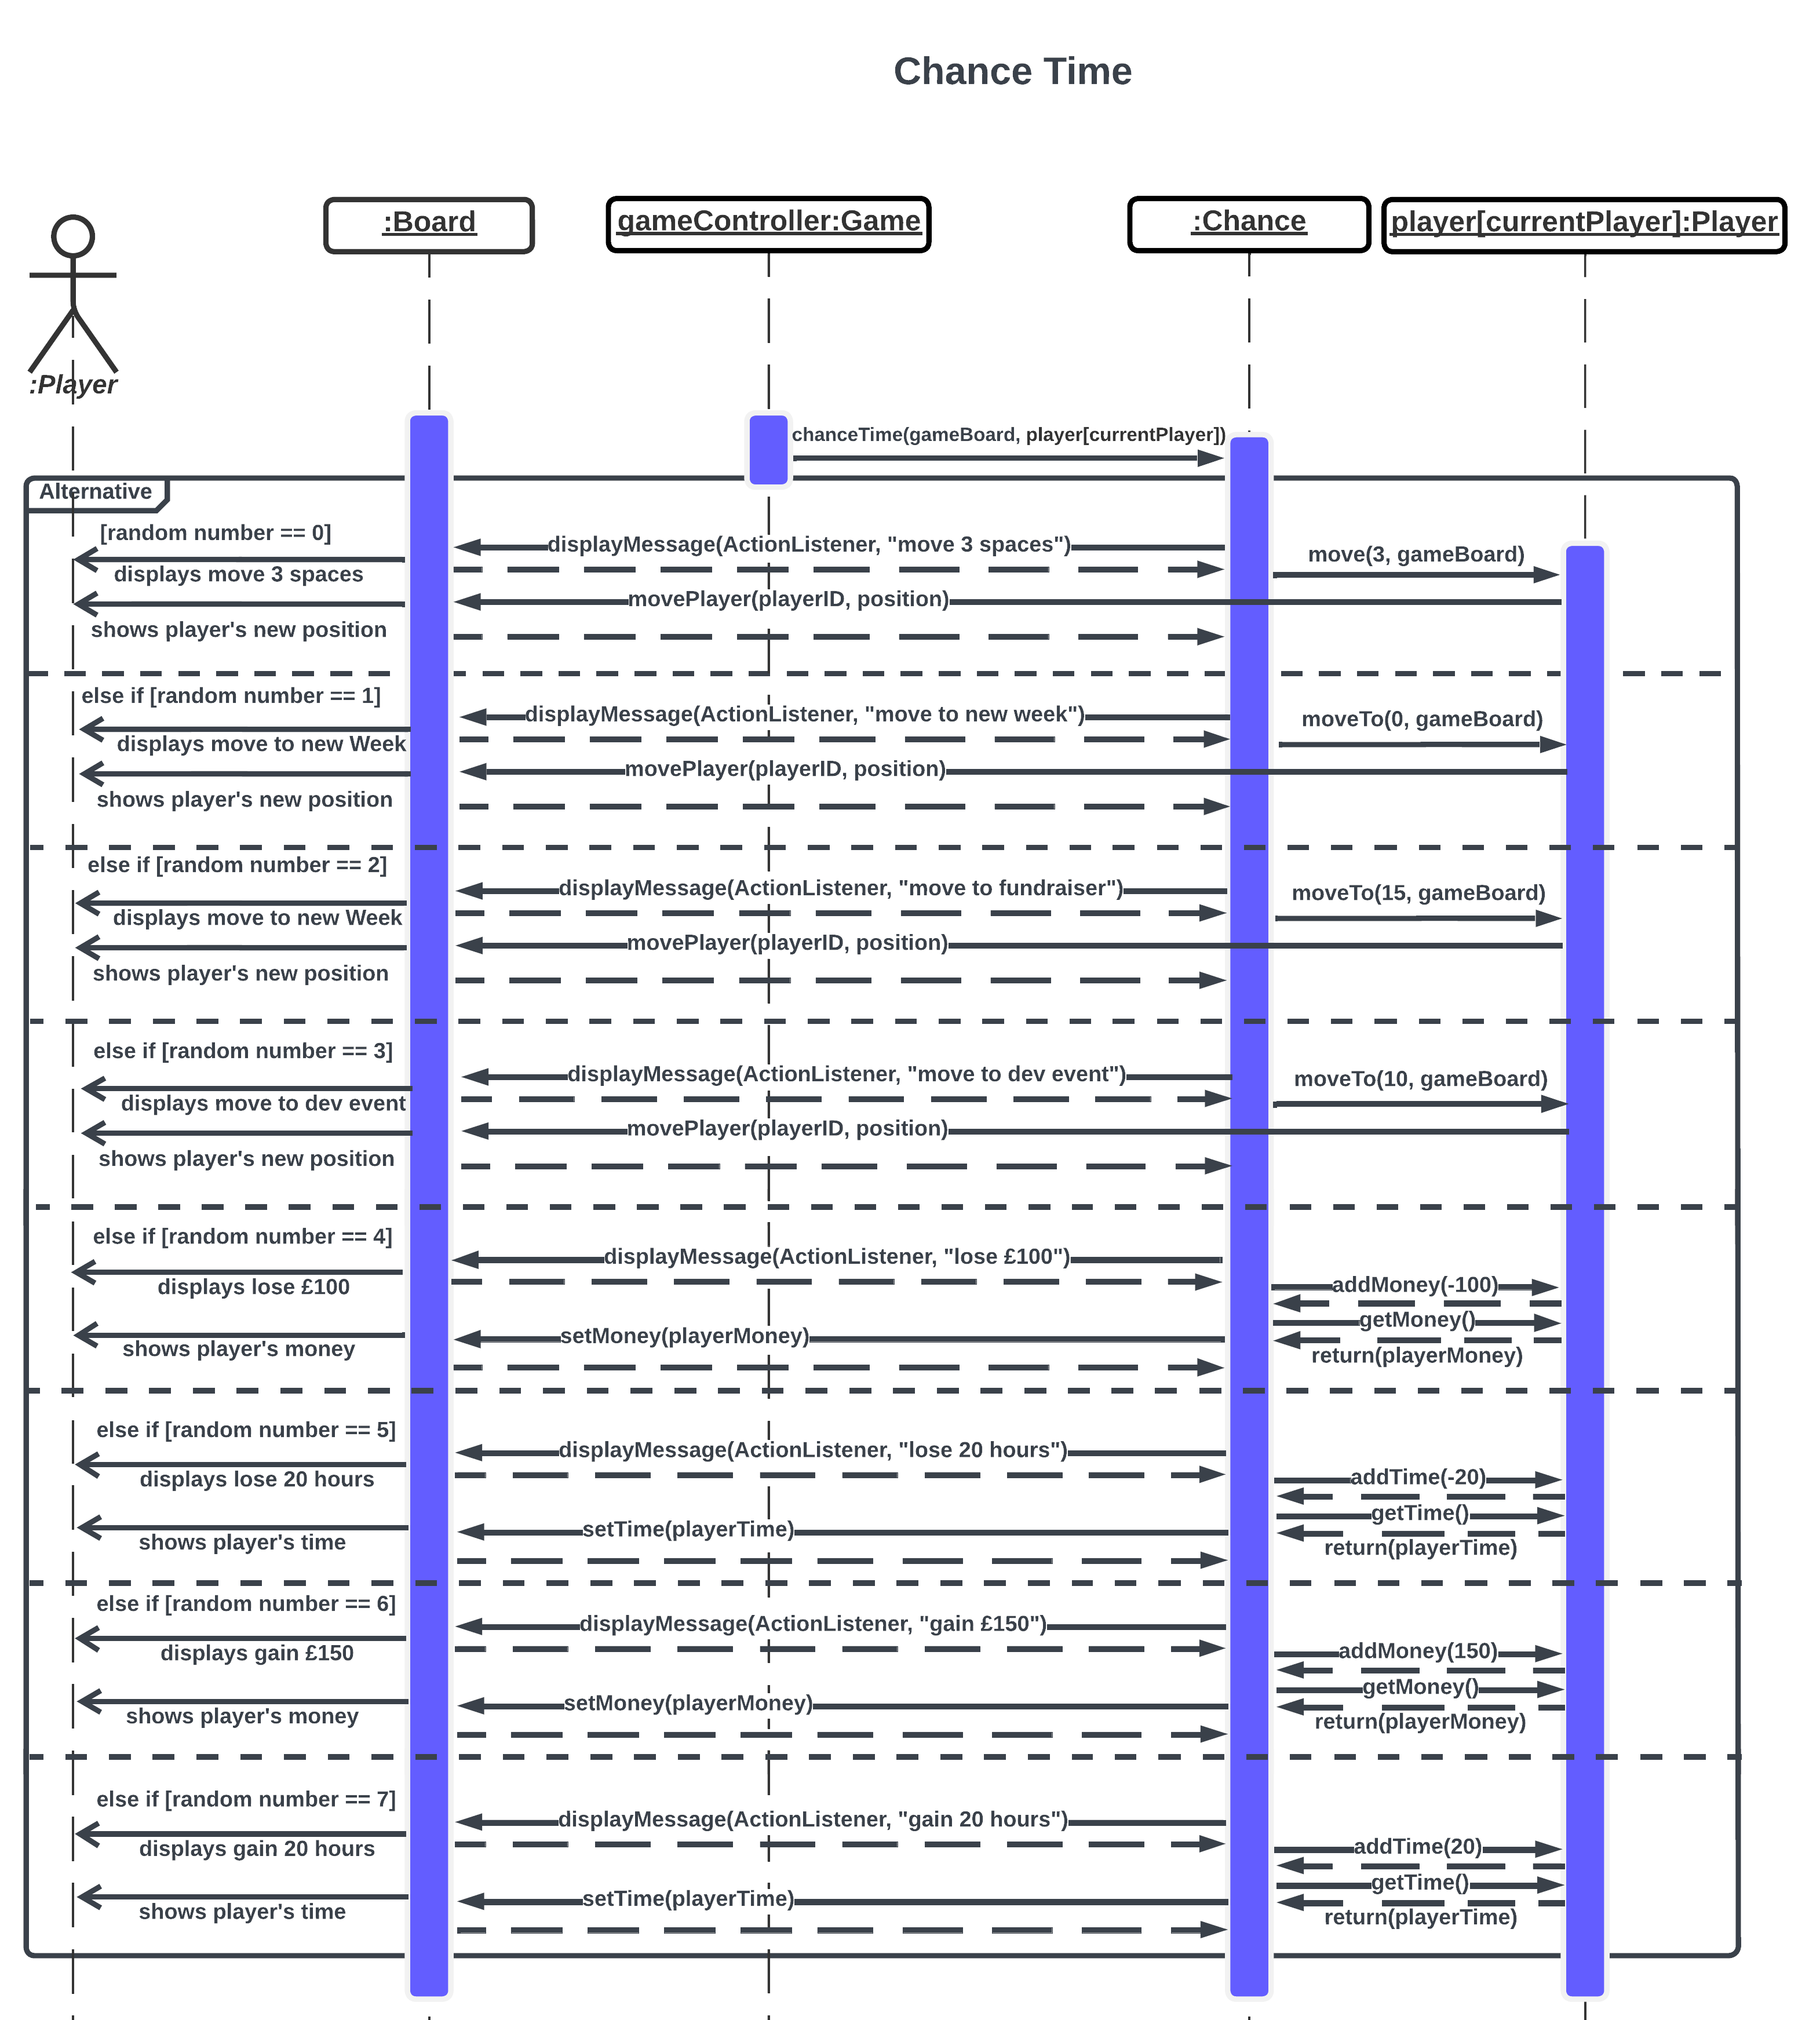 Chance Time
:Board
gameController:Game
:Chance
player[currentPlayer]:Player
:Player
chanceTime(gameBoard, player[currentPlayer])
Alternative
[random number == 0]
displayMessage(ActionListener, "move 3 spaces")
move(3, gameBoard)
displays move 3 spaces
movePlayer(playerID, position)
shows player's new position
else if [random number == 1]
displayMessage(ActionListener, "move to new week")
moveTo(0, gameBoard)
displays move to new Week
movePlayer(playerID, position)
shows player's new position
else if [random number == 2]
displayMessage(ActionListener, "move to fundraiser")
moveTo(15, gameBoard)
displays move to new Week
movePlayer(playerID, position)
shows player's new position
else if [random number == 3]
displayMessage(ActionListener, "move to dev event")
moveTo(10, gameBoard)
displays move to dev event
movePlayer(playerID, position)
shows player's new position
else if [random number == 4]
displayMessage(ActionListener, "lose £100")
displays lose £100
addMoney(-100)
getMoney()
setMoney(playerMoney)
shows player's money
return(playerMoney)
else if [random number == 5]
displayMessage(ActionListener, "lose 20 hours")
displays lose 20 hours
addTime(-20)
getTime()
setTime(playerTime)
shows player's time
return(playerTime)
else if [random number == 6]
displayMessage(ActionListener, "gain £150")
displays gain £150
addMoney(150)
getMoney()
setMoney(playerMoney)
shows player's money
return(playerMoney)
else if [random number == 7]
displayMessage(ActionListener, "gain 20 hours")
displays gain 20 hours
addTime(20)
getTime()
setTime(playerTime)
shows player's time
return(playerTime)